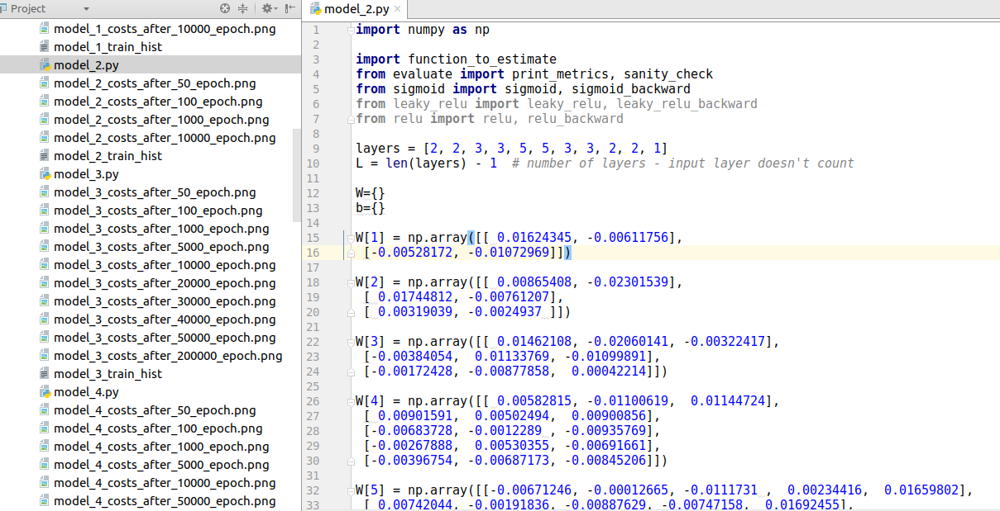 Project
model_1_costs_after_10000_epoch.png
model_1_train_hist
model_2.py
model_2_costs_after_50_epoch.png
model_2_costs_after_100_epoch.png
model_2_costs_after_1000_epoch.png
model_2_costs_after_10000_epoch.png
model_2_train_hist
model_3.py
model_3_costs_after_50_epoch.png
model_3_costs_after_100_epoch.png
model_3_costs_after_1000_epoch.png
model_3_costs_after_5000_epoch.png
model_3_costs_after_10000_epoch.png
model_3_costs_after_20000_epoch.png
model_3_costs_after_30000_epoch.png
model_3_costs_after_40000_epoch.png
model_3_costs_after_50000_epoch.png
model_3_costs_after_200000_epoch.png
model_3_train_hist
model_4.py
model_4_costs_after_50_epoch.png
model_4_costs_after_100_epoch.png
model_4_costs_after_1000_epoch.png
model_4_costs_after_5000_epoch.png
model_4_costs_after_10000_epoch.png
model_4_costs_after_50000_epoch.png
model_2.py
1 import numpy as np
2
3 import function_to_estimate
4 from evaluate import print_metrics, sanity_check
5 from sigmoid import sigmoid, sigmoid_backward
6 from leaky_relu import leaky_relu, leaky_relu_backward
7 from relu import relu, relu_backward
8
9 layers = [2, 2, 3, 3, 5, 5, 3, 3, 2, 2, 1]
10 L = len(layers) - 1  # number of layers - input layer doesn't count
11
12 W={}
13 b={}
14
15 W[1] = np.array([[ 0.01624345, -0.00611756],
16  [-0.00528172, -0.01072969]])
17
18 W[2] = np.array([[ 0.00865408, -0.02301539],
19  [ 0.01744812, -0.00761207],
20  [ 0.00319039, -0.0024937 ]])
21
22 W[3] = np.array([[ 0.01462108, -0.02060141, -0.00322417],
23  [-0.00384054,  0.01133769, -0.01099891],
24  [-0.00172428, -0.00877858,  0.00042214]])
25
26 W[4] = np.array([[ 0.00582815, -0.01100619,  0.01144724],
27  [ 0.00901591,  0.00502494,  0.00900856],
28  [-0.00683728, -0.0012289 , -0.00935769],
29  [-0.00267888,  0.00530355, -0.00691661],
30  [-0.00396754, -0.00687173, -0.00845206]])
31
32 W[5] = np.array([[-0.00671246, -0.00012665, -0.0111731 ,  0.00234416,  0.01659802],
33  [ 0.00742044, -0.00191836, -0.00887629, -0.00747158,  0.01692455],